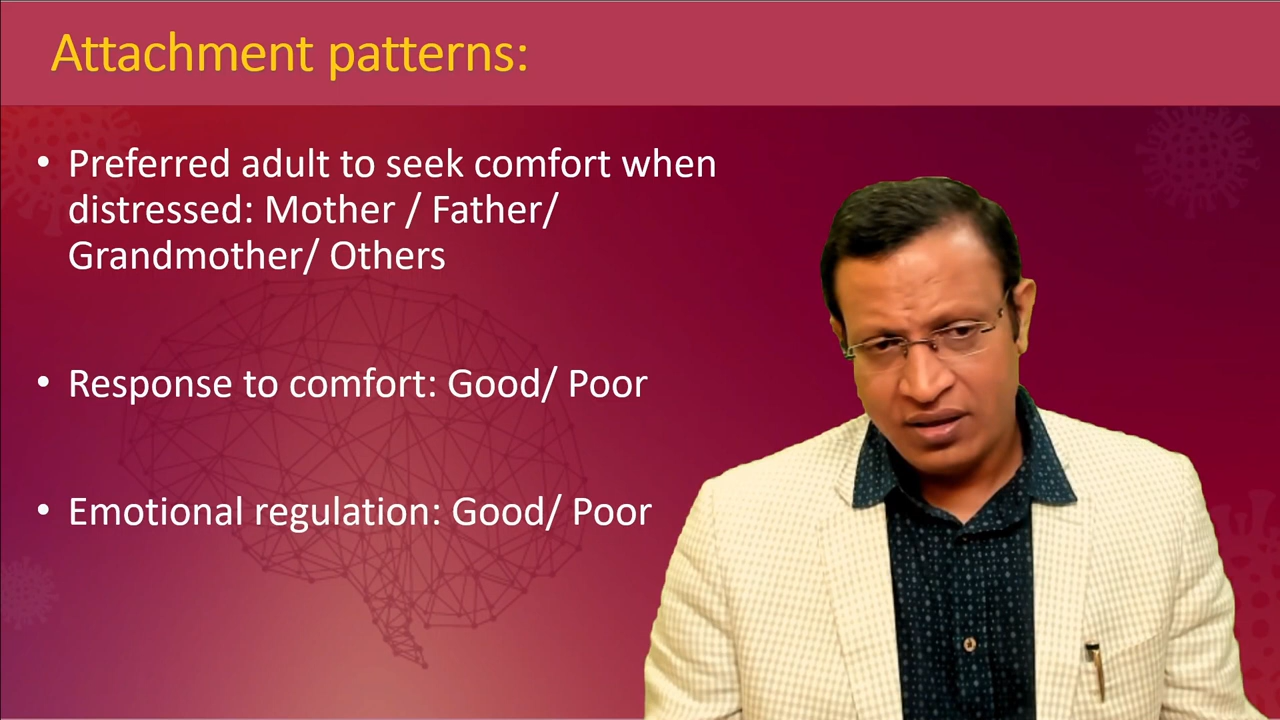 Attachment patterns:
• Preferred adult to seek comfort when
distressed: Mother / Father/
Grandmother/ Others
• Response to comfort: Good/ Poor
• Emotional regulation: Good/ Poor